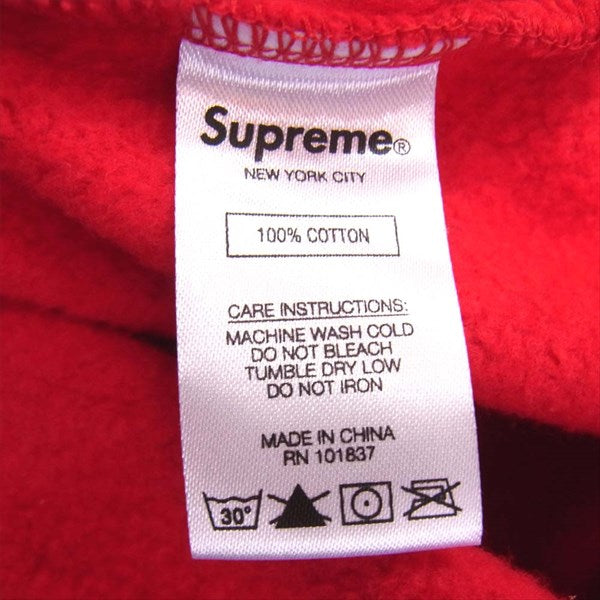 Supreme®
NEW YORK CITY
100% COTTON
CARE INSTRUCTIONS:
MACHINE WASH COLD
DO NOT BLEACH
TUMBLE DRY LOW
DO NOT IRON
MADE IN CHINA
RN 101837
30°